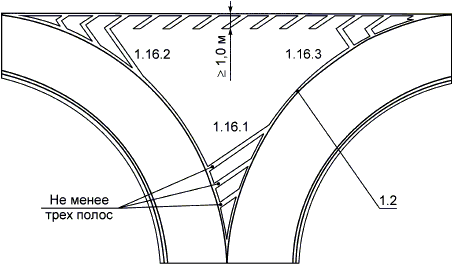 1.16.2
≥ 1,0 м
1.16.3
1.16.1
Не менее
трех полос
1.2